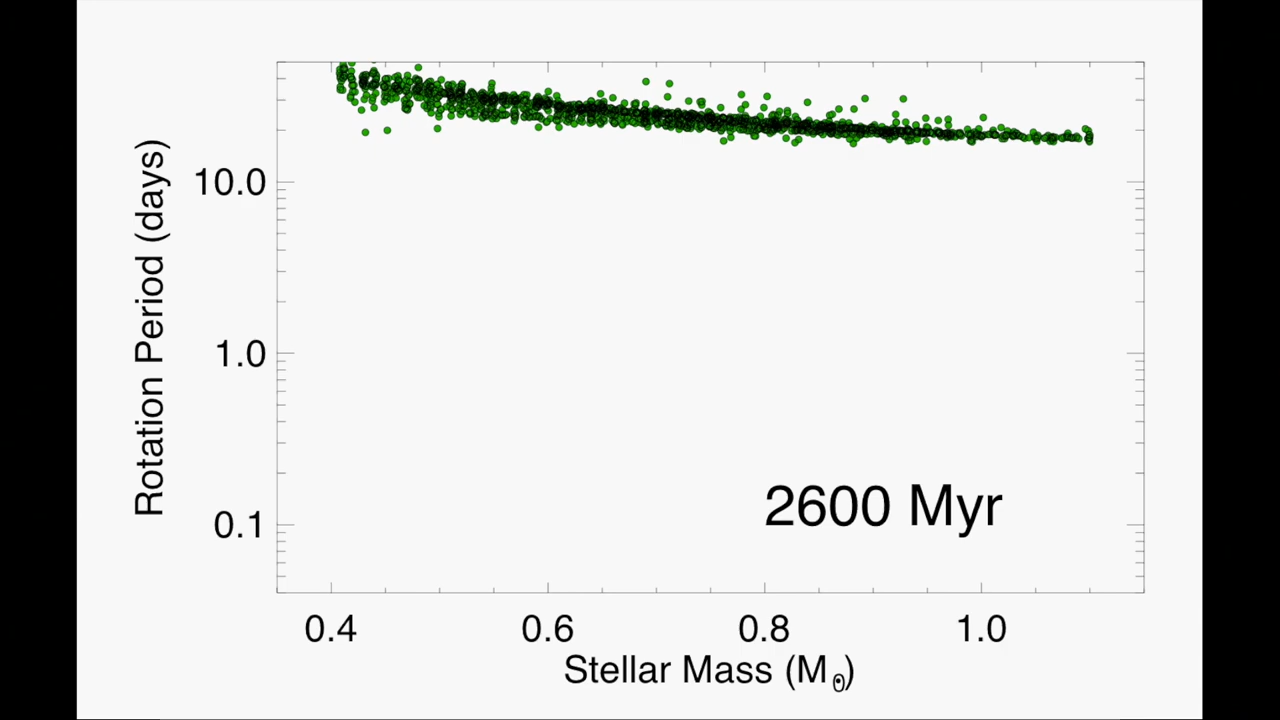 10.0
1.0
0.1
Rotation Period (days)
2600 Myr
0.4 0.6 0.8 1.0
Stellar Mass (M☉)